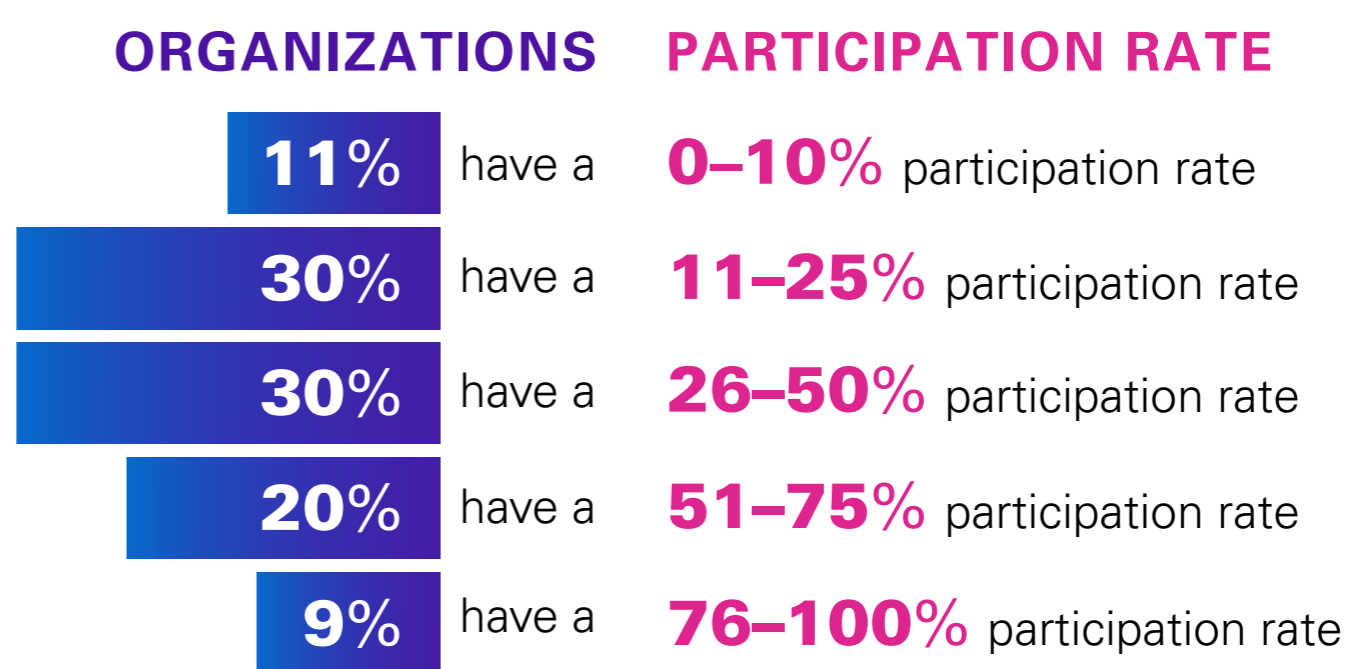 ORGANIZATIONS PARTICIPATION RATE
11% have a 0–10% participation rate
30% have a 11–25% participation rate
30% have a 26–50% participation rate
20% have a 51–75% participation rate
9% have a 76–100% participation rate